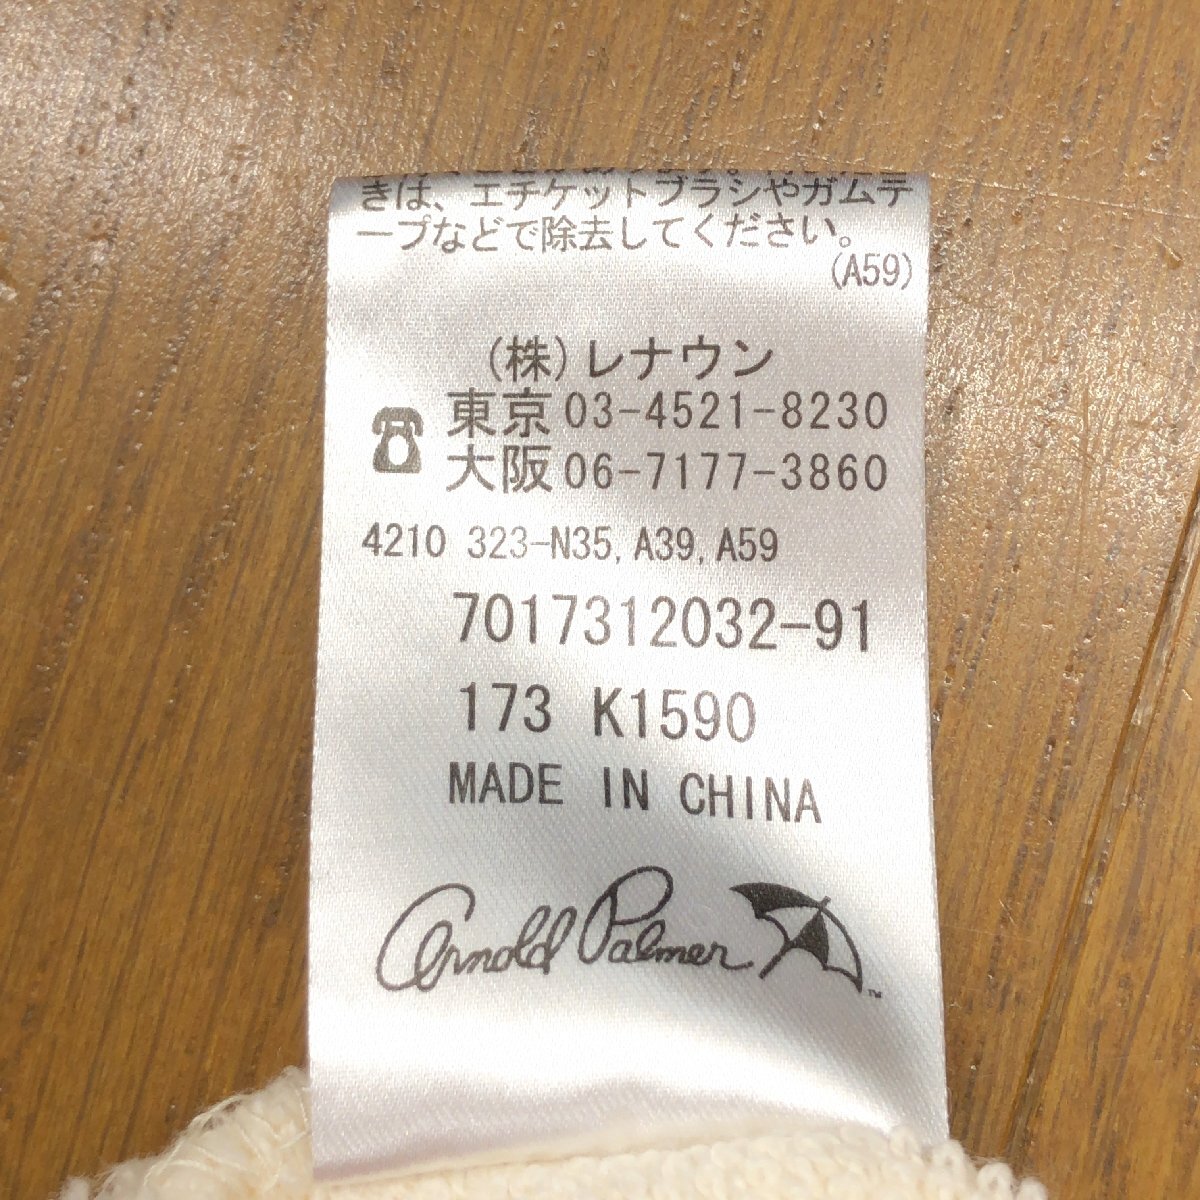 きは、エチケットブラシやガムテ
ープなどで除去してください。
(A59)
(株)レナウン
東京 03-4521-8230
大阪 06-7177-3860
4210 323-N35, A39, A59
7017312032-91
173 K1590
MADE IN CHINA
Arnold Palmer ™